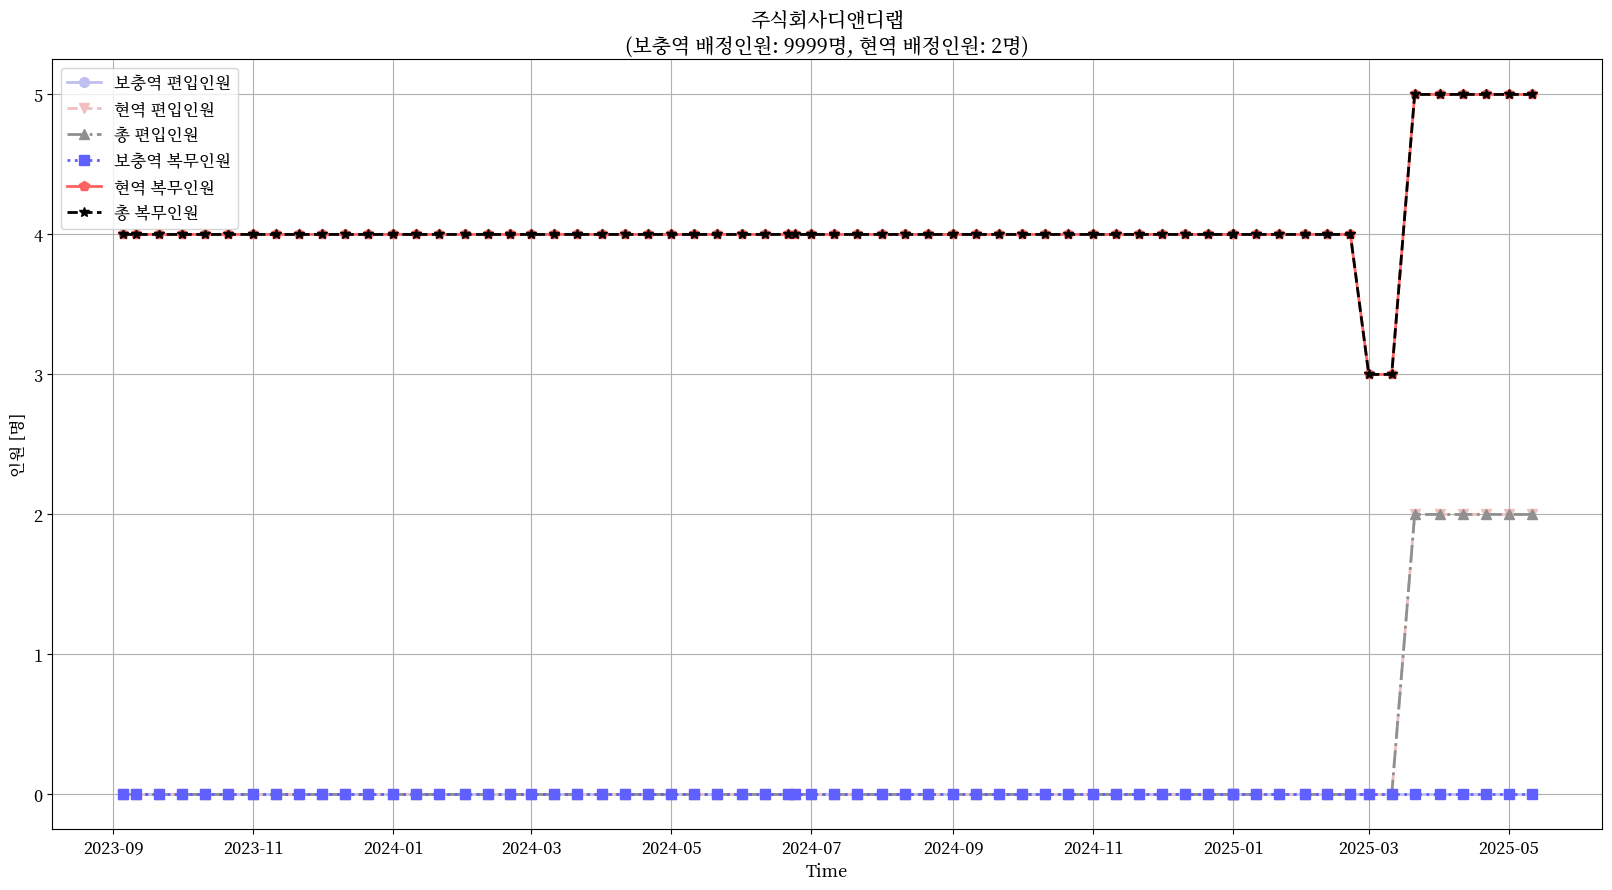 주식회사디앤디랩
(보충역 배정인원: 9999명, 현역 배정인원: 2명)
보충역 편입인원
현역 편입인원
총 편입인원
보충역 복무인원
현역 복무인원
총 복무인원
5
4
3
2
1
0
인원 [명]
2023-09
2023-11
2024-01
2024-03
2024-05
2024-07
2024-09
2024-11
2025-01
2025-03
2025-05
Time